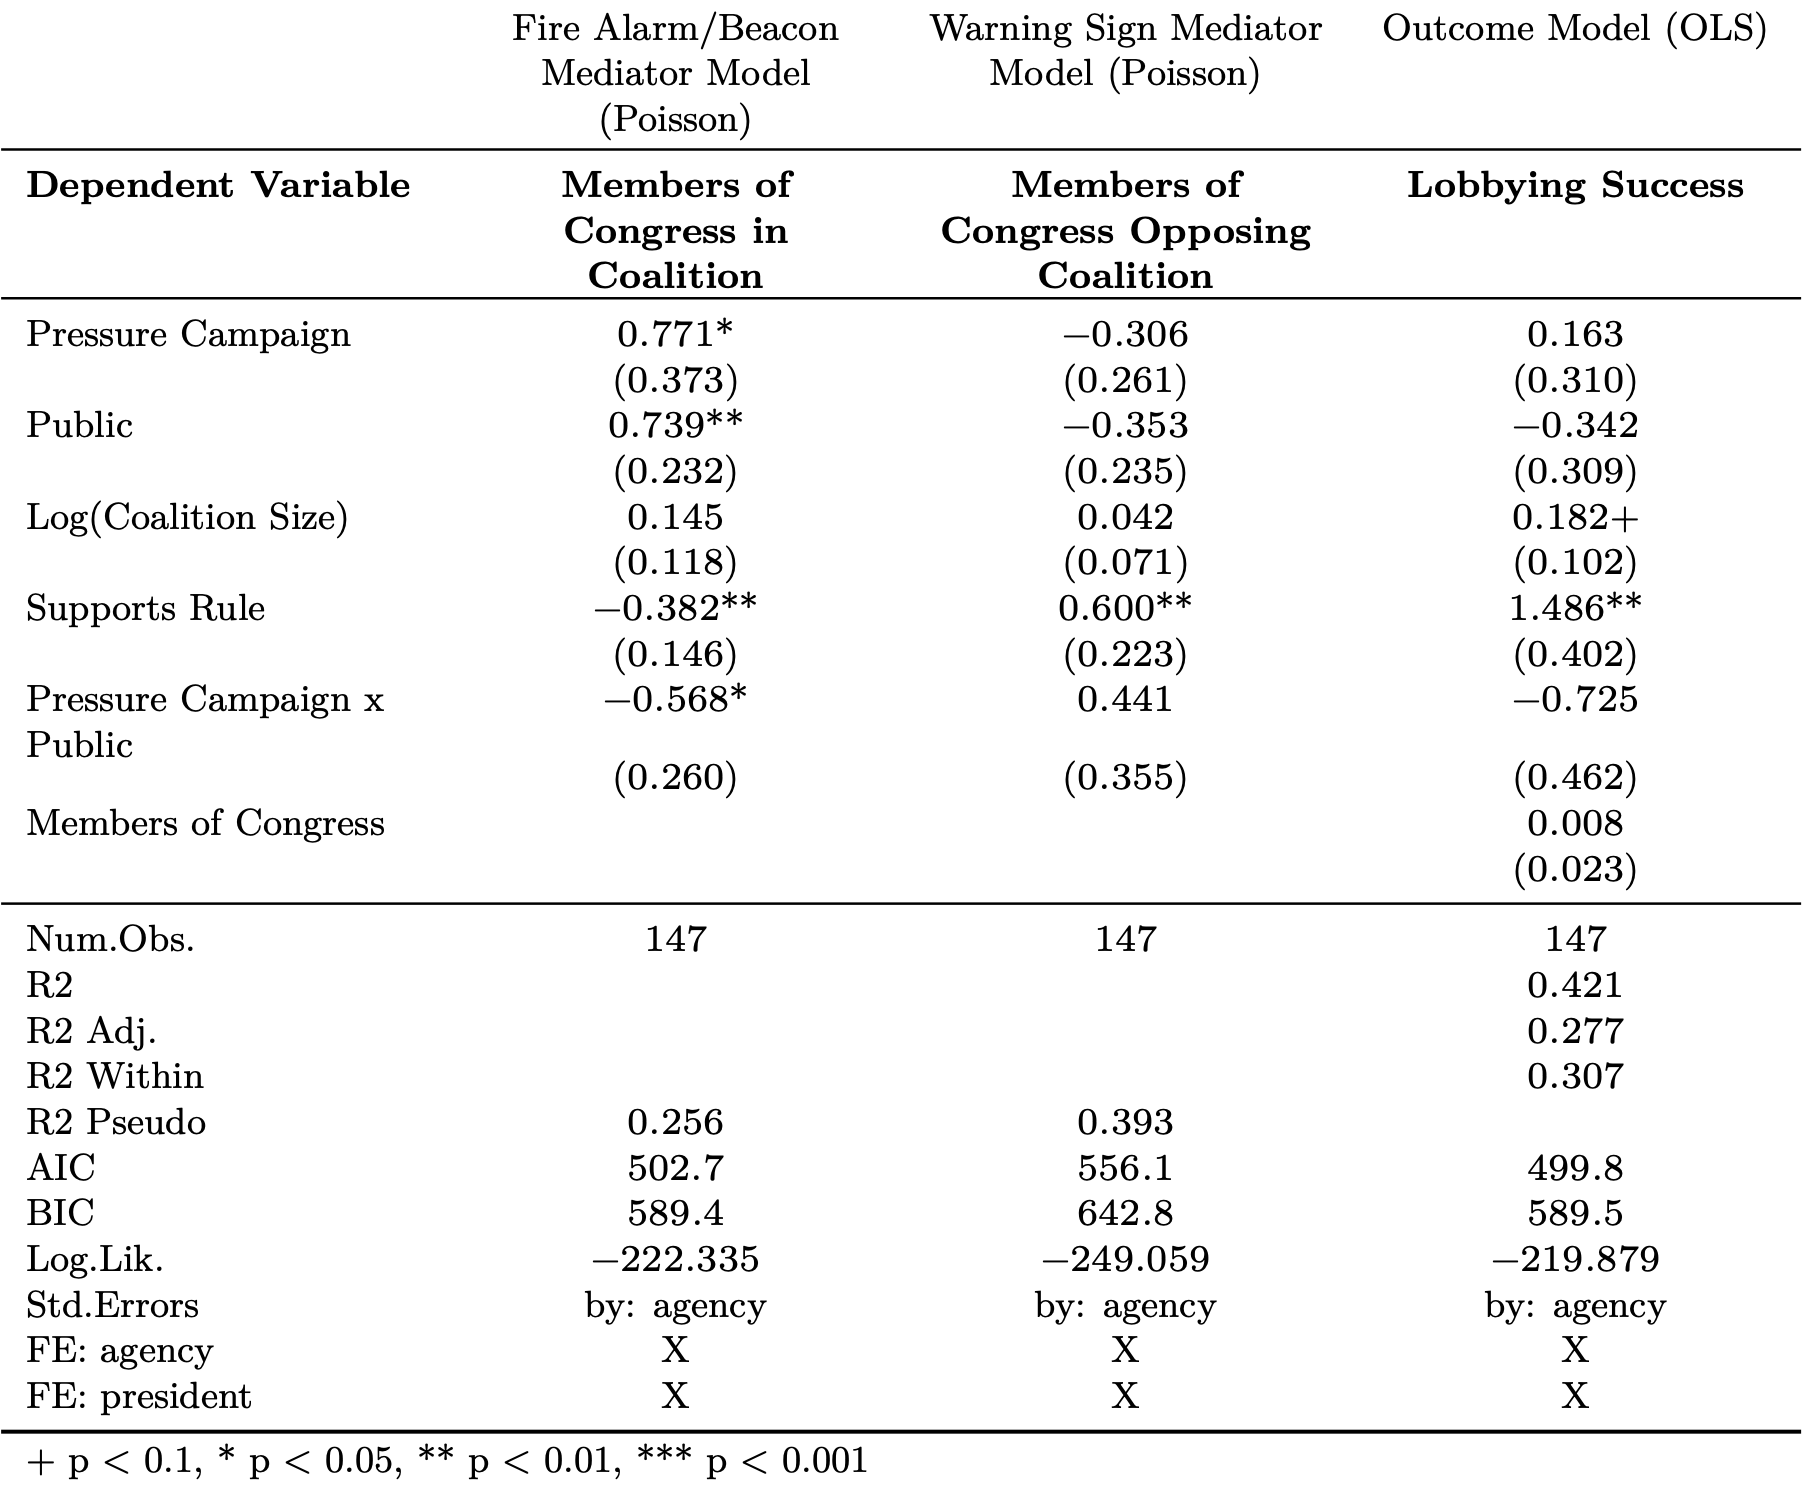 Fire Alarm/Beacon Mediator Model (Poisson) Warning Sign Mediator Model (Poisson) Outcome Model (OLS)
Dependent Variable Members of Congress in Coalition Members of Congress Opposing Coalition Lobbying Success
Pressure Campaign 0.771* −0.306 0.163
(0.373) (0.261) (0.310)
Public 0.739** −0.353 −0.342
(0.232) (0.235) (0.309)
Log(Coalition Size) 0.145 0.042 0.182+
(0.118) (0.071) (0.102)
Supports Rule −0.382** 0.600** 1.486**
(0.146) (0.223) (0.402)
Pressure Campaign x Public −0.568* 0.441 −0.725
(0.260) (0.355) (0.462)
Members of Congress 0.008
(0.023)
Num.Obs. 147 147 147
R2 0.421
R2 Adj. 0.277
R2 Within 0.307
R2 Pseudo 0.256 0.393
AIC 502.7 556.1 499.8
BIC 589.4 642.8 589.5
Log.Lik. −222.335 −249.059 −219.879
Std.Errors by: agency by: agency by: agency
FE: agency X X X
FE: president X X X
+ p < 0.1, * p < 0.05, ** p < 0.01, *** p < 0.001